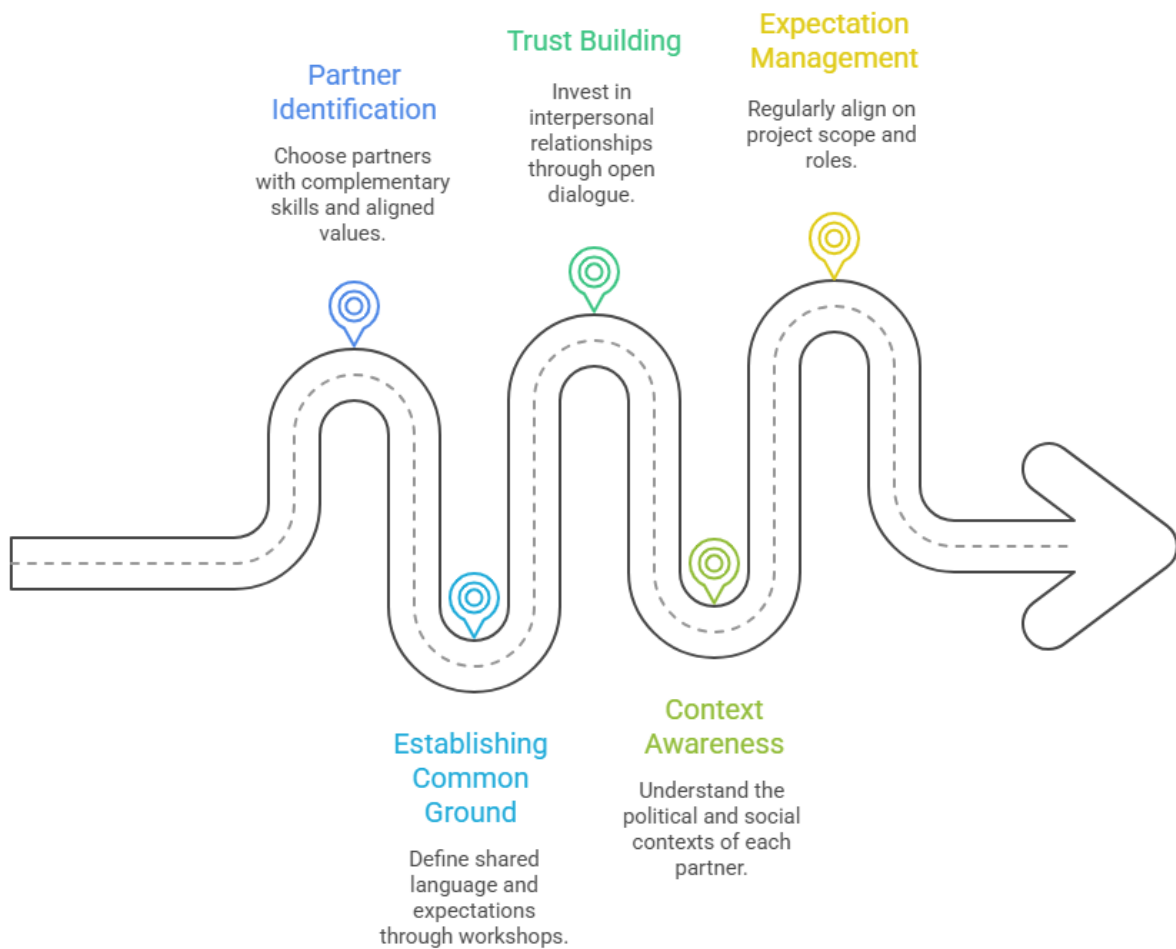 Partner
Identification
Choose partners
with complementary
skills and aligned
values.
Establishing
Common
Ground
Define shared
language and
expectations
through workshops.
Trust Building
Invest in
interpersonal
relationships
through open
dialogue.
Context
Awareness
Understand the
political and social
contexts of each
partner.
Expectation
Management
Regularly align on
project scope and
roles.